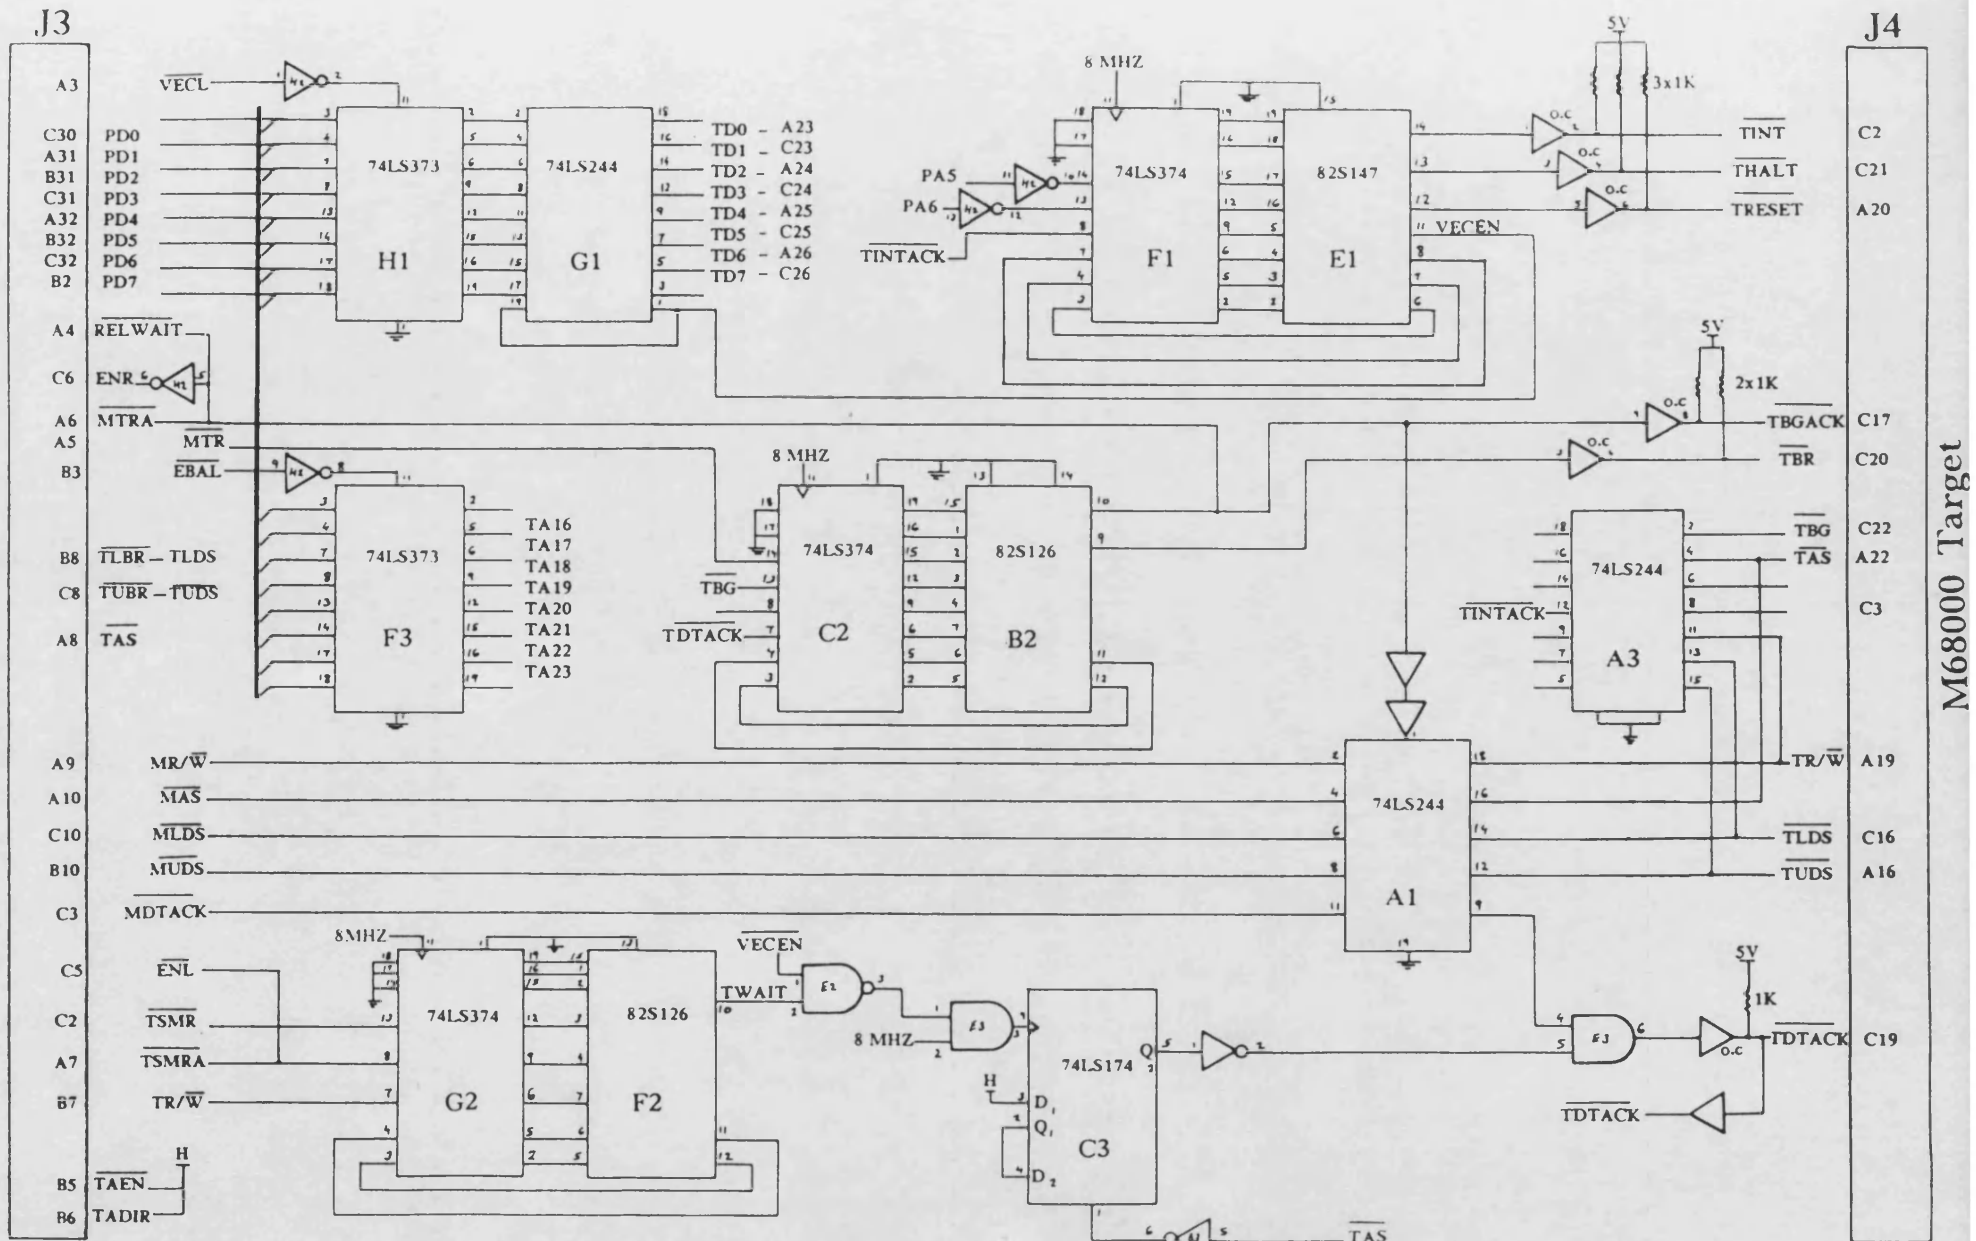 J3
J4
M68000 Target
A3 VECL
C30 PD0
A31 PD1
B31 PD2
C31 PD3
A32 PD4
B32 PD5
C32 PD6
B2 PD7
A4 RELWAIT
C6 ENR
A6 MTRA
A5 MTR
B3 EBAL
B8 TLBR – TLDS
C8 TUBR – TUDS
A8 TAS
A9 MR/W
A10 MAS
C10 MLDS
B10 MUDS
C3 MDTACK
C5 ENL
C2 TSMR
A7 TSMRA
B7 TR/W
H
B5 TAEN
B6 TADIR
74LS373
H1
74LS244
G1
TD0 – A23
TD1 – C23
TD2 – A24
TD3 – C24
TD4 – A25
TD5 – C25
TD6 – A26
TD7 – C26
8 MHZ
PA5
PA6
TINTACK
74LS374
F1
82S147
E1
VECEN
5V
3x1K
O.C
O.C
O.C
TINT C2
THALT C21
TRESET A20
5V
2x1K
O.C
O.C
TBGACK C17
TBR C20
74LS373
F3
TA16
TA17
TA18
TA19
TA20
TA21
TA22
TA23
8 MHZ
TBG
TDTACK
74LS374
C2
82S126
B2
TINTACK
74LS244
A3
TBG C22
TAS A22
C3
74LS244
A1
TR/W A19
TLDS C16
TUDS A16
8MHZ
74LS374
G2
82S126
F2
VECEN
TWAIT
E2
8 MHZ
E3
74LS174
C3
H
D1
Q1
D2
Q2
TAS
E3
5V
1K
O.C
TDTACK C19
TDTACK